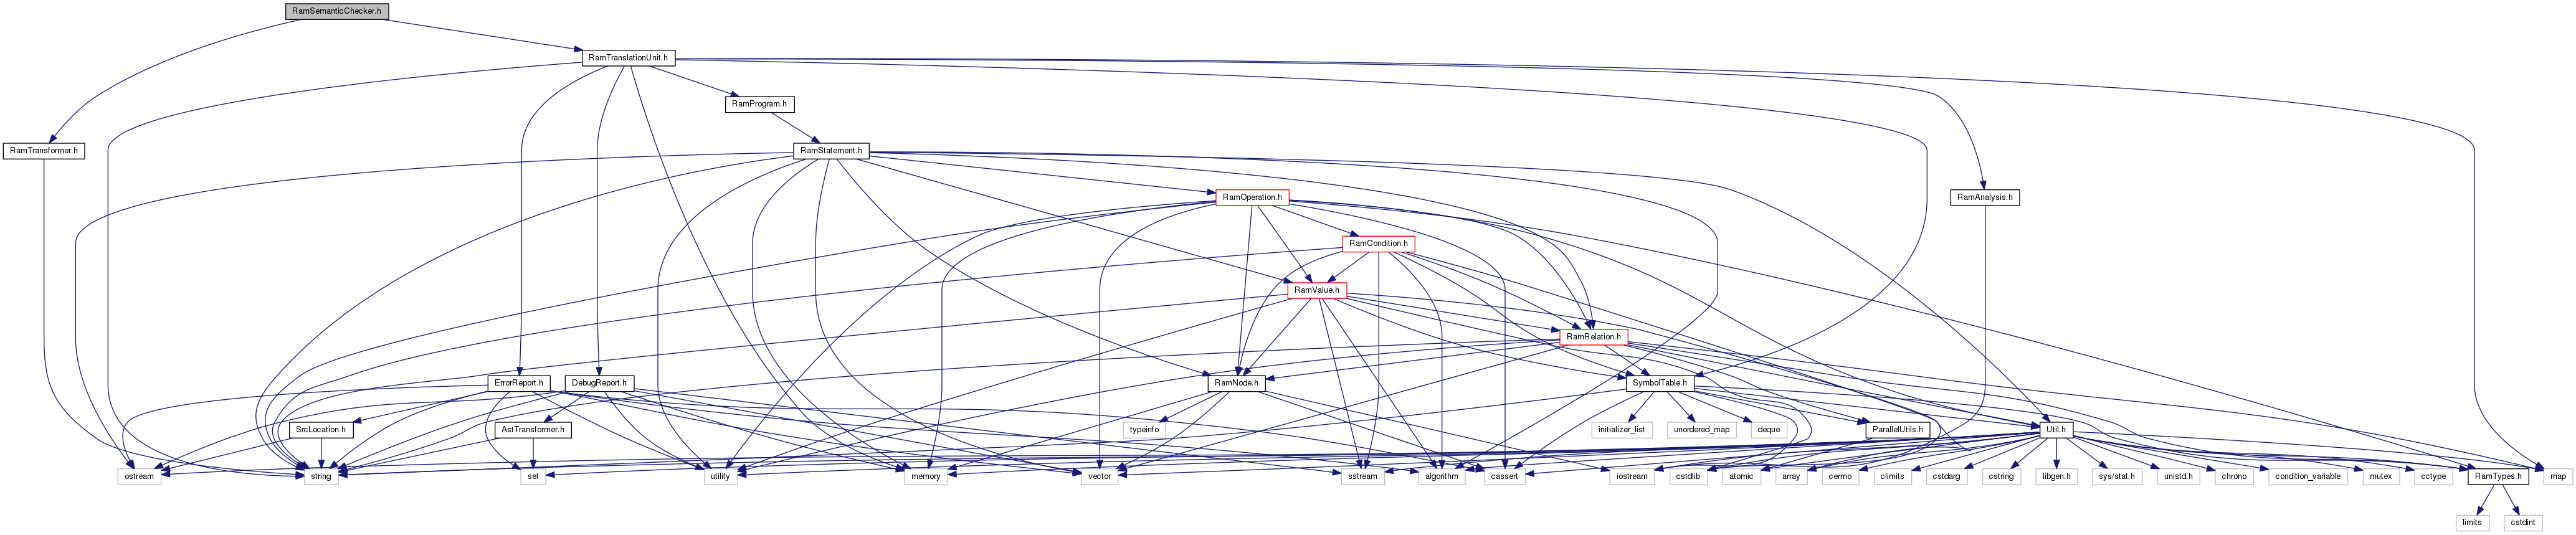 RamSemanticChecker.h
RamTranslationUnit.h
RamProgram.h
RamTransformer.h
RamStatement.h
RamOperation.h
RamAnalysis.h
RamCondition.h
RamValue.h
RamRelation.h
ErrorReport.h
DebugReport.h
RamNode.h
SymbolTable.h
SrcLocation.h
AstTransformer.h
typeinfo
initializer_list
unordered_map
deque
ParallelUtils.h
Util.h
ostream
string
set
utility
memory
vector
sstream
algorithm
cassert
iostream
cstdlib
atomic
array
cerrno
climits
cstdarg
cstring
libgen.h
sys/stat.h
unistd.h
chrono
condition_variable
mutex
cctype
RamTypes.h
map
limits
cstdint